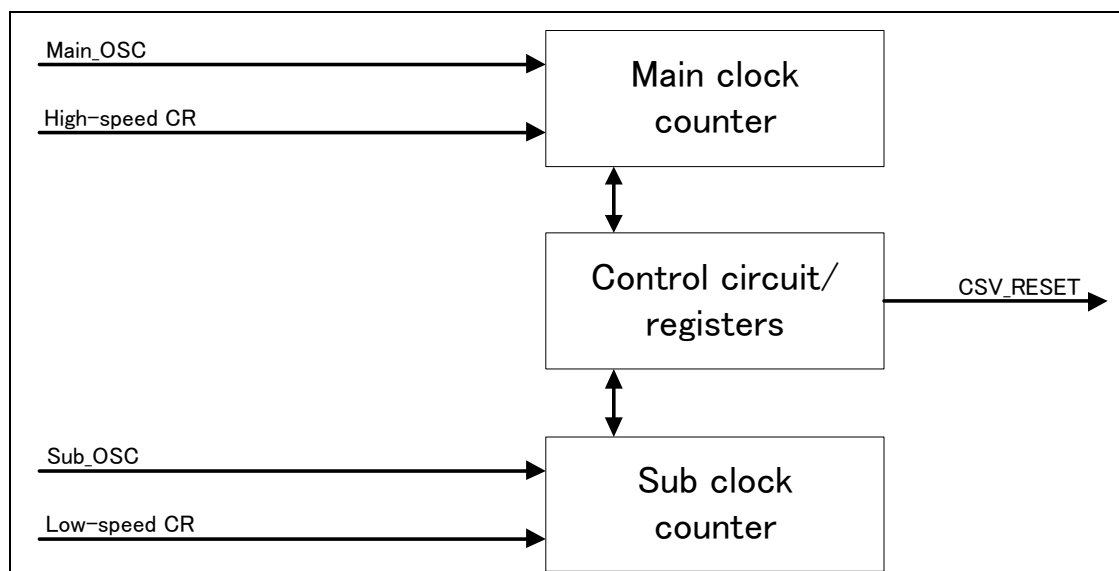 Main_OSC
High-speed CR
Main clock
counter
Control circuit/
registers
CSV_RESET
Sub_OSC
Low-speed CR
Sub clock
counter